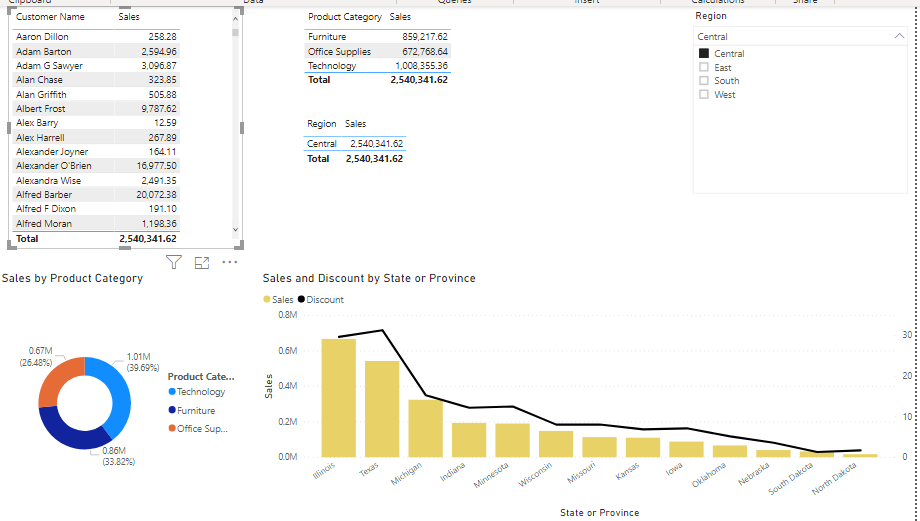 Clipboard Data Queries Insert Calculations Share
Customer Name Sales
Aaron Dillon 258.28
Adam Barton 2,594.96
Adam G Sawyer 3,096.87
Alan Chase 323.85
Alan Griffith 505.88
Albert Frost 9,787.62
Alex Barry 12.59
Alex Harrell 267.89
Alexander Joyner 164.11
Alexander O'Brien 16,977.50
Alexandra Wise 2,491.35
Alfred Barber 20,072.38
Alfred F Dixon 191.10
Alfred Moran 1,198.36
Total 2,540,341.62
Product Category Sales
Furniture 859,217.62
Office Supplies 672,768.64
Technology 1,008,355.36
Total 2,540,341.62
Region Sales
Central 2,540,341.62
Total 2,540,341.62
Region
Central
Central
East
South
West
Sales by Product Category
0.67M
(26.48%)
1.01M
(39.69%)
0.86M
(33.82%)
Product Cate...
Technology
Furniture
Office Sup...
Sales and Discount by State or Province
Sales Discount
0.8M
0.6M
0.4M
0.2M
0.0M
Sales
30
20
10
0
Illinois
Texas
Michigan
Indiana
Minnesota
Wisconsin
Missouri
Kansas
Iowa
Oklahoma
Nebraska
South Dakota
North Dakota
State or Province